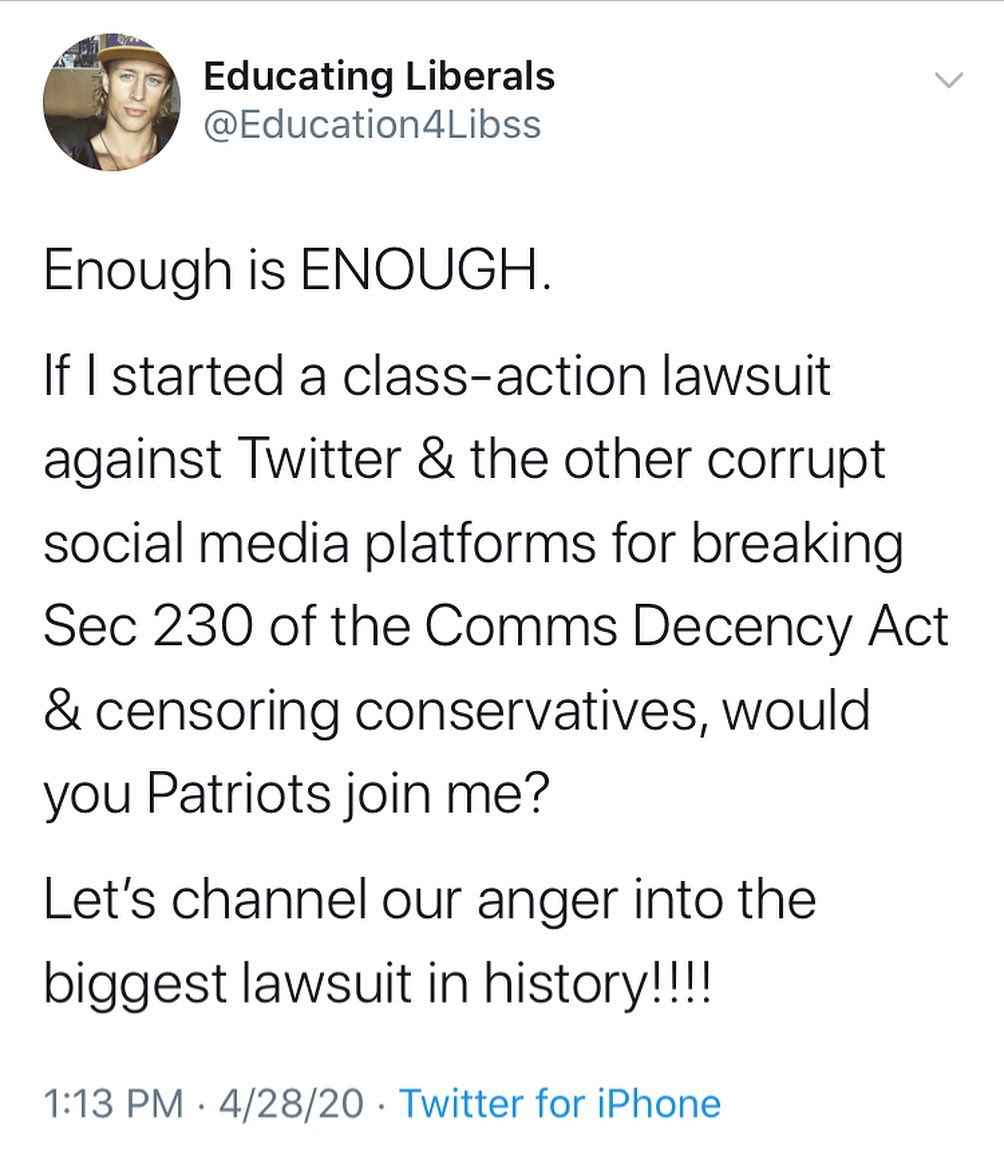 Educating Liberals
@Education4Libss
Enough is ENOUGH.
If I started a class-action lawsuit
against Twitter & the other corrupt
social media platforms for breaking
Sec 230 of the Comms Decency Act
& censoring conservatives, would
you Patriots join me?
Let’s channel our anger into the
biggest lawsuit in history!!!!
1:13 PM · 4/28/20 · Twitter for iPhone